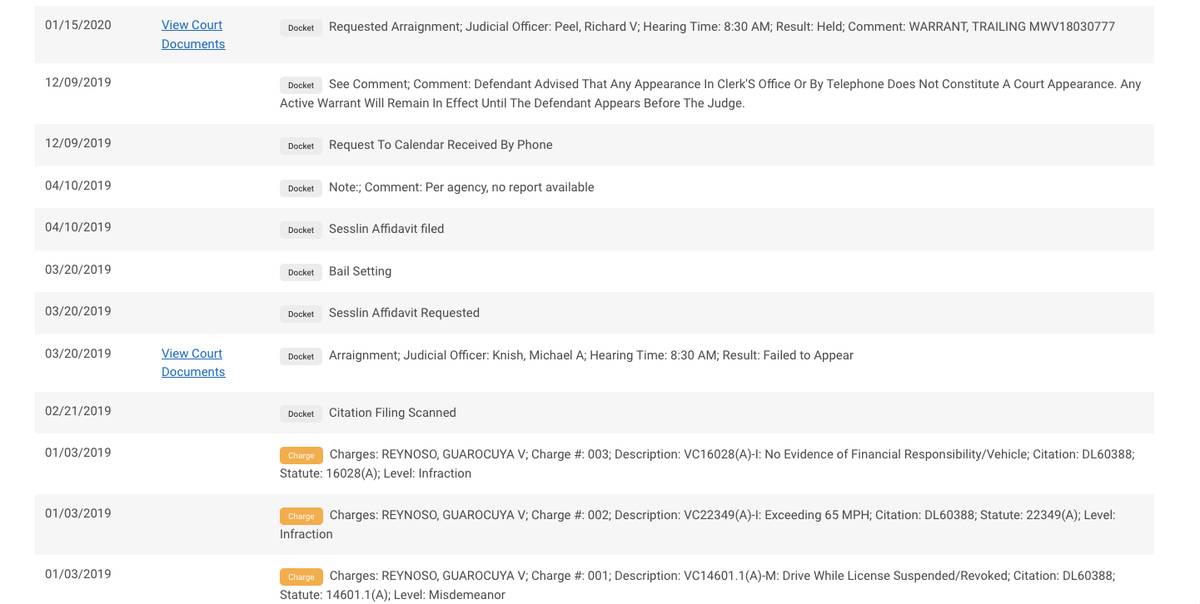 01/15/2020 View Court Docket Requested Arraignment; Judicial Officer: Peel, Richard V; Hearing Time: 8:30 AM; Result: Held; Comment: WARRANT, TRAILING MWV18030777
Documents
12/09/2019 Docket See Comment; Comment: Defendant Advised That Any Appearance In Clerk'S Office Or By Telephone Does Not Constitute A Court Appearance. Any
Active Warrant Will Remain In Effect Until The Defendant Appears Before The Judge.
12/09/2019 Docket Request To Calendar Received By Phone
04/10/2019 Docket Note:; Comment: Per agency, no report available
04/10/2019 Docket Sesslin Affidavit filed
03/20/2019 Docket Bail Setting
03/20/2019 Docket Sesslin Affidavit Requested
03/20/2019 View Court Docket Arraignment; Judicial Officer: Knish, Michael A; Hearing Time: 8:30 AM; Result: Failed to Appear
Documents
02/21/2019 Docket Citation Filing Scanned
01/03/2019 Charge Charges: REYNOSO, GUAROCUYA V; Charge #: 003; Description: VC16028(A)-I: No Evidence of Financial Responsibility/Vehicle; Citation: DL60388;
Statute: 16028(A); Level: Infraction
01/03/2019 Charge Charges: REYNOSO, GUAROCUYA V; Charge #: 002; Description: VC22349(A)-I: Exceeding 65 MPH; Citation: DL60388; Statute: 22349(A); Level:
Infraction
01/03/2019 Charge Charges: REYNOSO, GUAROCUYA V; Charge #: 001; Description: VC14601.1(A)-M: Drive While License Suspended/Revoked; Citation: DL60388;
Statute: 14601.1(A); Level: Misdemeanor